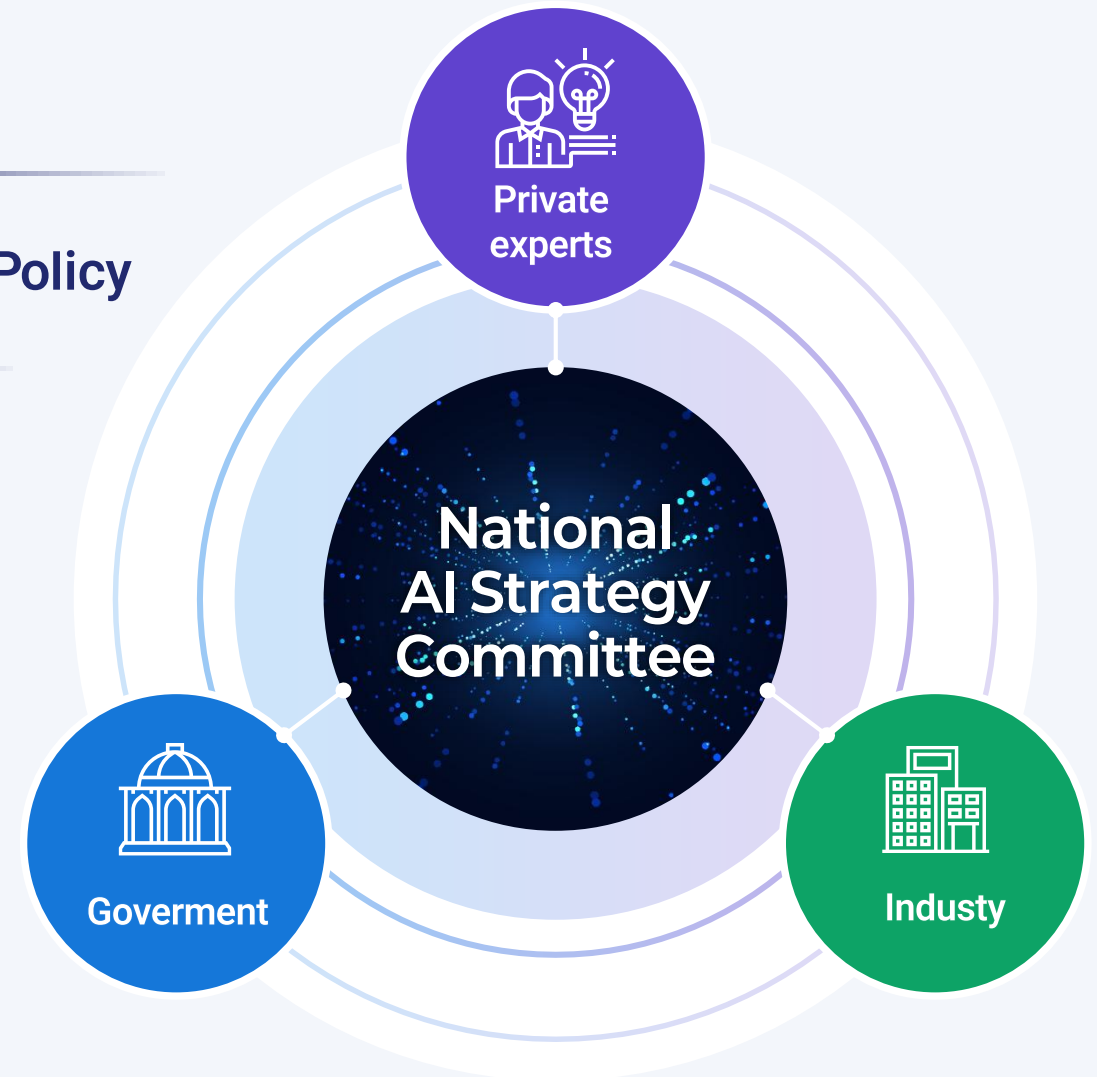 Private
experts
Policy
National
AI Strategy
Committee
Goverment
Industy